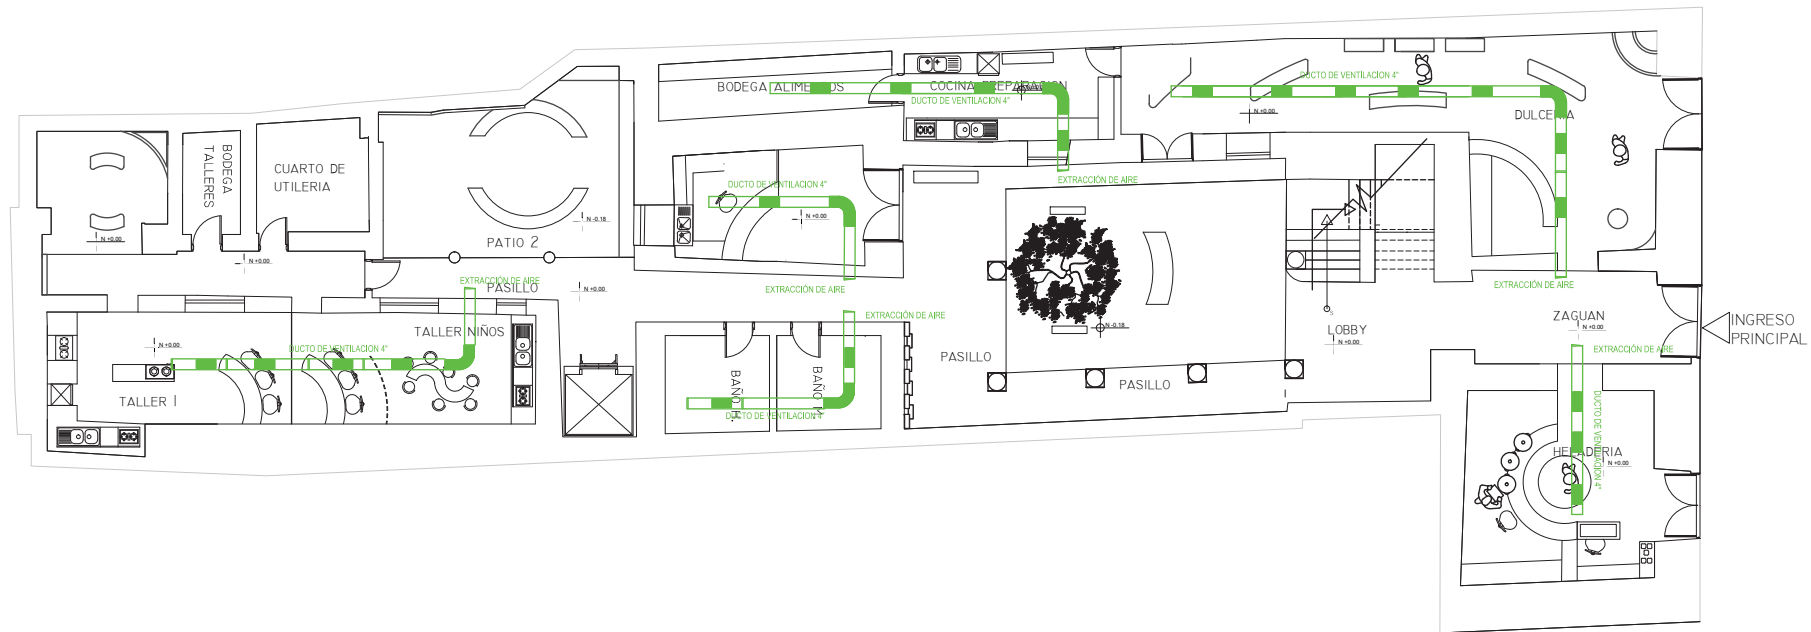 DUCTO DE VENTILACION 4"
BODEGA ALIMENTOS
COCINA PREPARACION
DUCTO DE VENTILACION 4"
N +0.00
DULCERIA
BODEGA
TALLERES
CUARTO DE
UTILERIA
EXTRACCIÓN DE AIRE
DUCTO DE VENTILACION 4"
N +0.00
N -0.18
PATIO 2
N +0.00
N +0.00
EXTRACCIÓN DE AIRE
PASILLO
N +0.00
EXTRACCIÓN DE AIRE
EXTRACCIÓN DE AIRE
EXTRACCIÓN DE AIRE
ZAGUAN
N +0.00
INGRESO
PRINCIPAL
TALLER NIÑOS
N -0.18
LOBBY
N +0.00
S
N +0.00
DUCTO DE VENTILACION 4"
EXTRACCIÓN DE AIRE
PASILLO
PASILLO
TALLER 1
BAÑO H.
BAÑO M.
DUCTO DE VENTILACION 4"
DUCTO DE VENTILACION 4"
HELADERIA
N +0.00